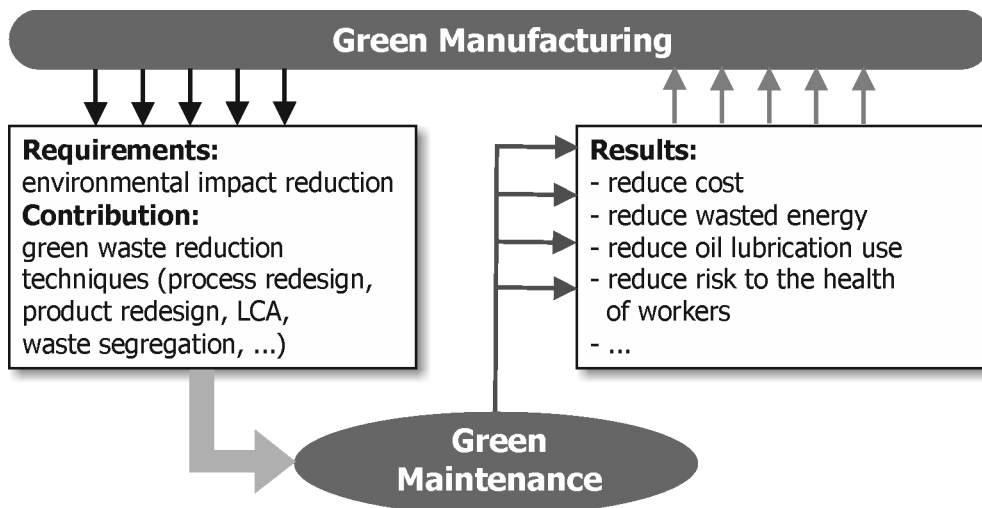 Green Manufacturing
Requirements:
environmental impact reduction
Contribution:
green waste reduction
techniques (process redesign,
product redesign, LCA,
waste segregation, ...)
Results:
- reduce cost
- reduce wasted energy
- reduce oil lubrication use
- reduce risk to the health
of workers
- ...
Green
Maintenance